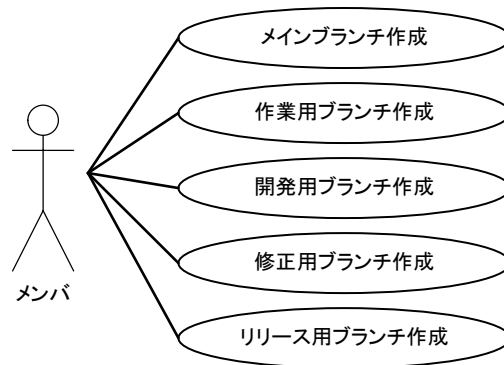 メインブランチ作成
作業用ブランチ作成
開発用ブランチ作成
修正用ブランチ作成
メンバ
リリース用ブランチ作成